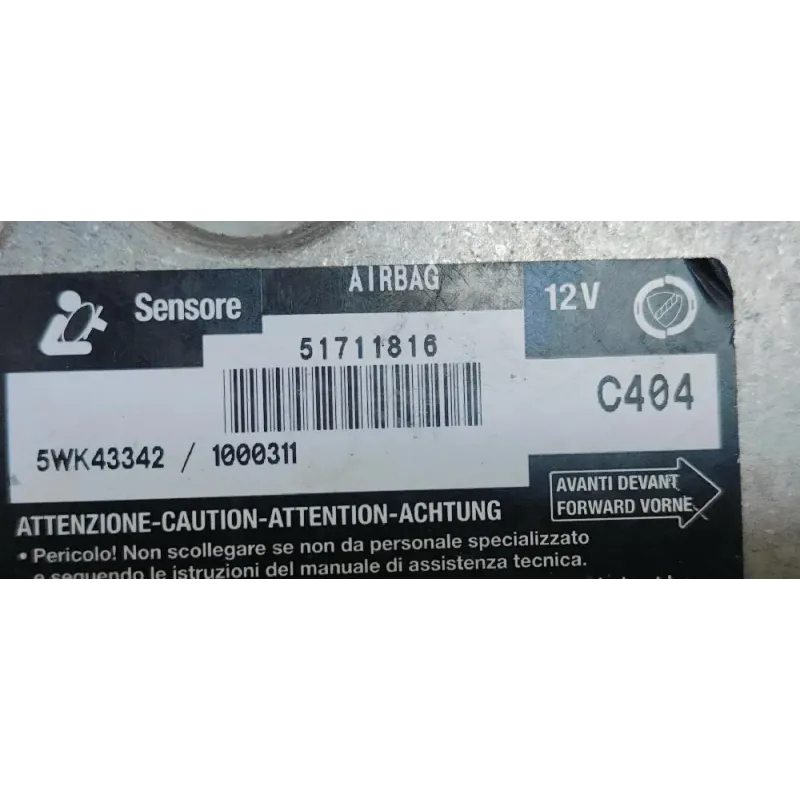 Sensore
AIRBAG
12V
51711816
C404
5WK43342 / 1000311
AVANTI DEVANT
FORWARD VORNE
ATTENZIONE-CAUTION-ATTENTION-ACHTUNG
• Pericolo! Non scollegare se non da personale specializzato
e seguendo le istruzioni del manuale di assistenza tecnica.